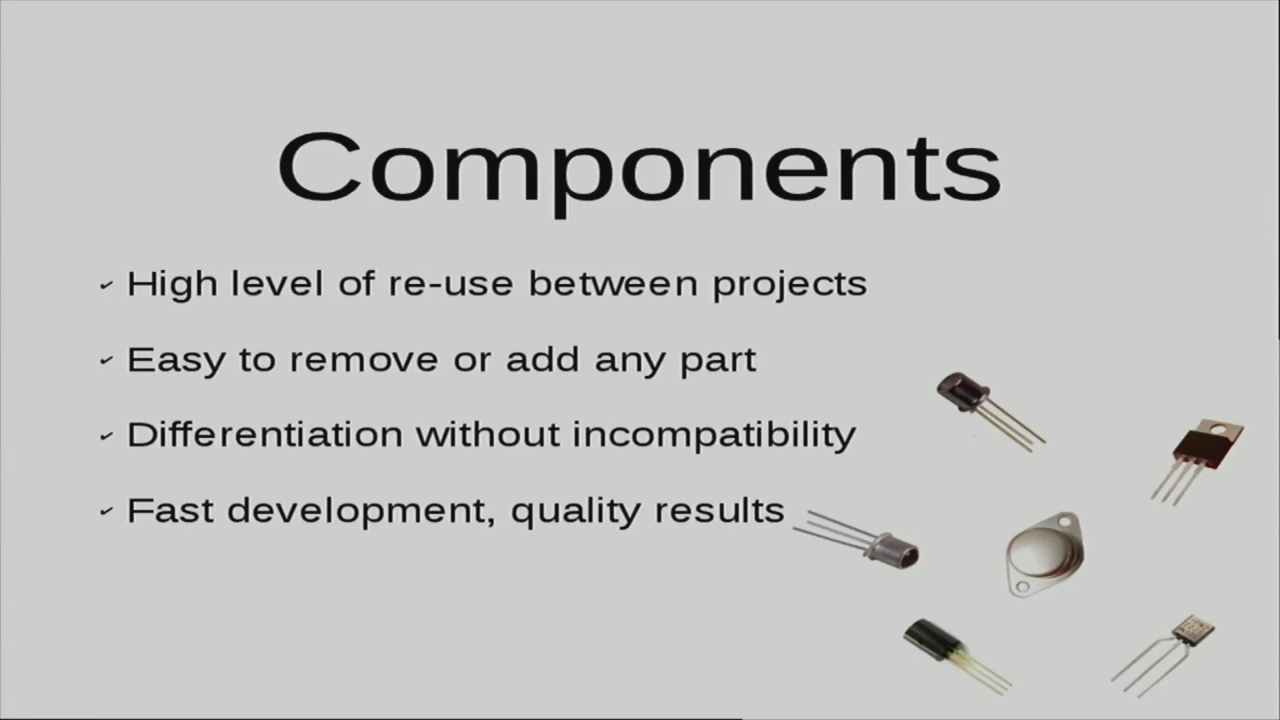 Components
✓ High level of re-use between projects
✓ Easy to remove or add any part
✓ Differentiation without incompatibility
✓ Fast development, quality results